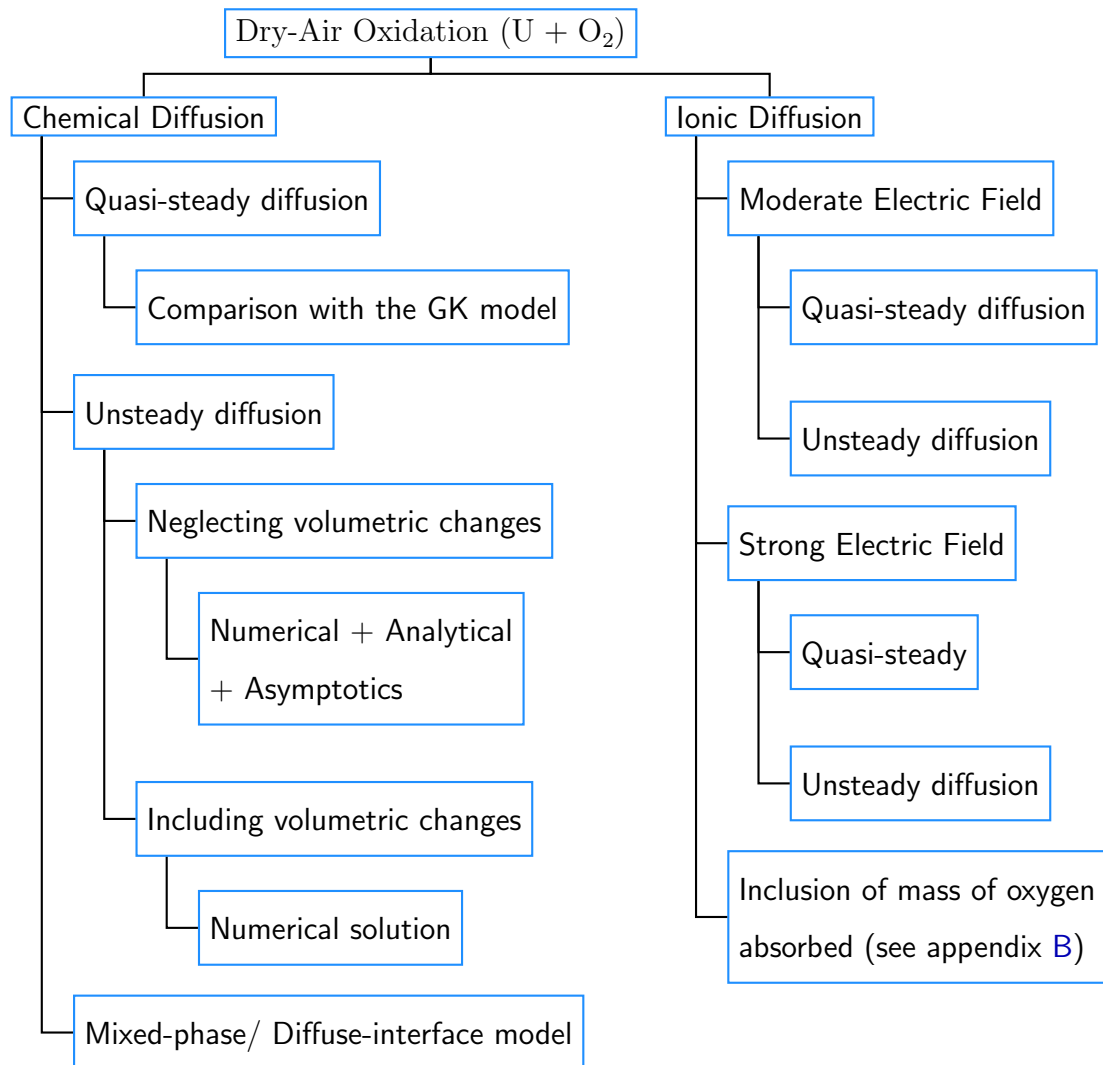 Dry-Air Oxidation (U + O₂)
Chemical Diffusion
Quasi-steady diffusion
Comparison with the GK model
Unsteady diffusion
Neglecting volumetric changes
Numerical + Analytical
+ Asymptotics
Including volumetric changes
Numerical solution
Mixed-phase/ Diffuse-interface model
Ionic Diffusion
Moderate Electric Field
Quasi-steady diffusion
Unsteady diffusion
Strong Electric Field
Quasi-steady
Unsteady diffusion
Inclusion of mass of oxygen
absorbed (see appendix B)